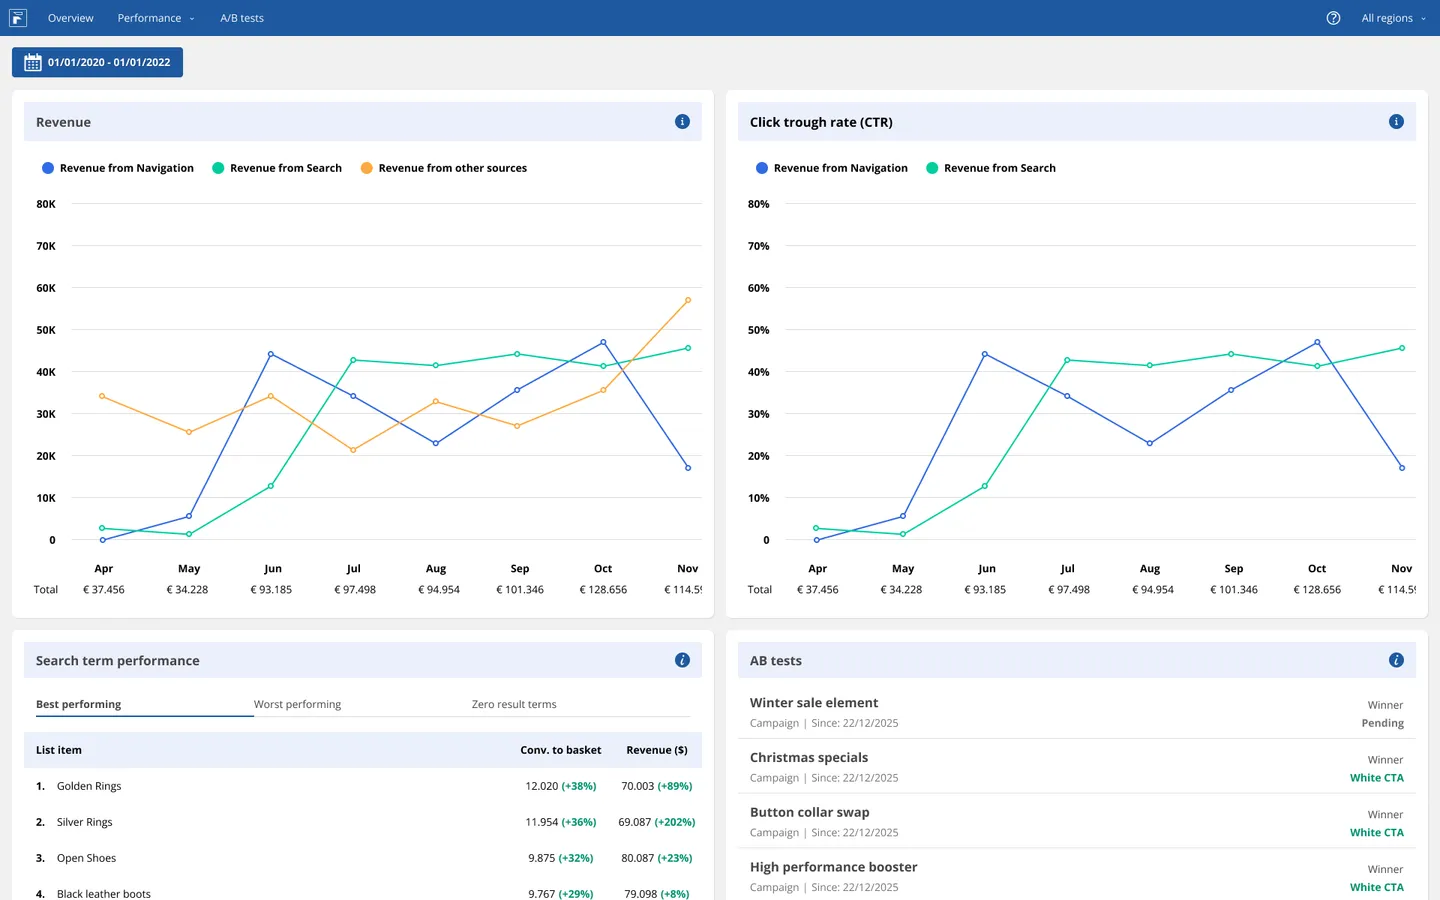 Overview Performance A/B tests All regions
01/01/2020 - 01/01/2022
Revenue
Revenue from Navigation Revenue from Search Revenue from other sources
80K
70K
60K
50K
40K
30K
20K
10K
0
Apr May Jun Jul Aug Sep Oct Nov
Total € 37.456 € 34.228 € 93.185 € 97.498 € 94.954 € 101.346 € 128.656 € 114.5
Click trough rate (CTR)
Revenue from Navigation Revenue from Search
80%
70%
60%
50%
40%
30%
20%
10%
0
Apr May Jun Jul Aug Sep Oct Nov
Total € 37.456 € 34.228 € 93.185 € 97.498 € 94.954 € 101.346 € 128.656 € 114.5
Search term performance
Best performing Worst performing Zero result terms
List item Conv. to basket Revenue ($)
1. Golden Rings 12.020 (+38%) 70.003 (+89%)
2. Silver Rings 11.954 (+36%) 69.087 (+202%)
3. Open Shoes 9.875 (+32%) 80.087 (+23%)
4. Black leather boots 9.767 (+29%) 79.098 (+8%)
AB tests
Winter sale element Winner
Campaign | Since: 22/12/2025 Pending
Christmas specials Winner
Campaign | Since: 22/12/2025 White CTA
Button collar swap Winner
Campaign | Since: 22/12/2025 White CTA
High performance booster Winner
Campaign | Since: 22/12/2025 White CTA